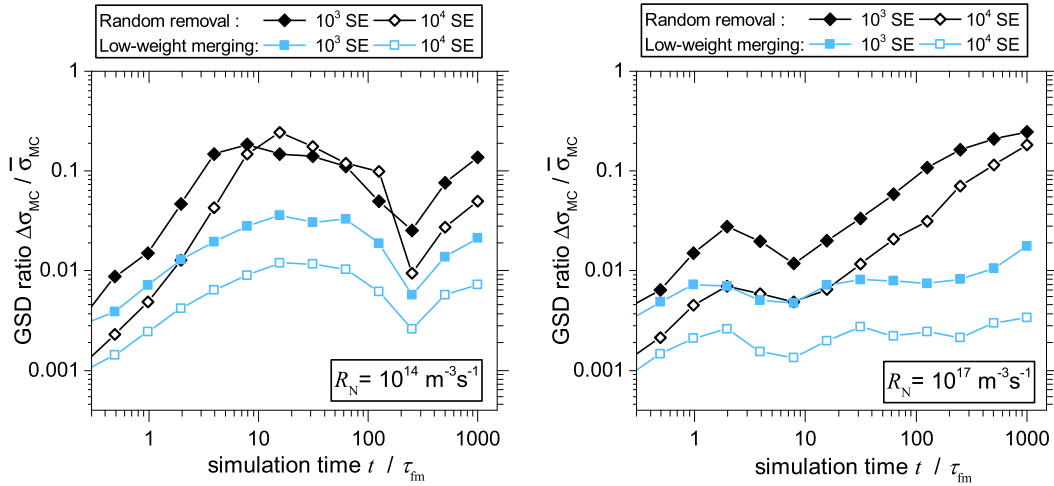 Random removal : 10³ SE 10⁴ SE
Low-weight merging: 10³ SE 10⁴ SE
1
0.1
0.01
0.001
GSD ratio Δσ_MC / σ̅_MC
R_N = 10¹⁴ m⁻³s⁻¹
1 10 100 1000
simulation time t / τ_fm
Random removal : 10³ SE 10⁴ SE
Low-weight merging: 10³ SE 10⁴ SE
1
0.1
0.01
0.001
GSD ratio Δσ_MC / σ̅_MC
R_N = 10¹⁷ m⁻³s⁻¹
1 10 100 1000
simulation time t / τ_fm